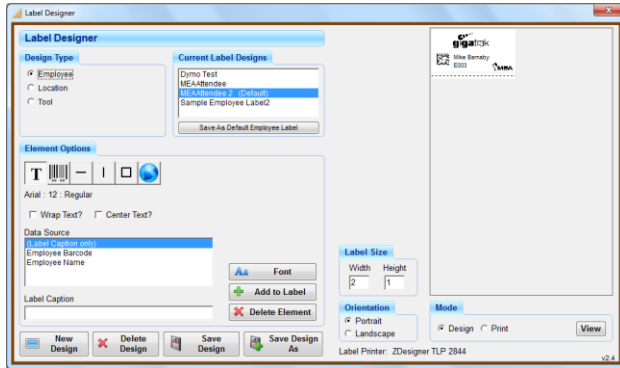 Label Designer
Label Designer
Design Type
Employee
Location
Tool
Current Label Designs
Dymo Test
MEAAttendee
MEAAttendee 2 (Default)
Sample Employee Label2
Save As Default Employee Label
Element Options
T
Arial : 12 : Regular
Wrap Text? Center Text?
Data Source
(Label Caption only)
Employee Barcode
Employee Name
Label Caption
Aa Font
Add to Label
Delete Element
New Design
Delete Design
Save Design
Save Design As
gigatrak
Mike Barnaby
E003
MBA
Label Size
Width Height
2 1
Orientation
Portrait
Landscape
Mode
Design Print
View
Label Printer: ZDesigner TLP 2844
v2.4